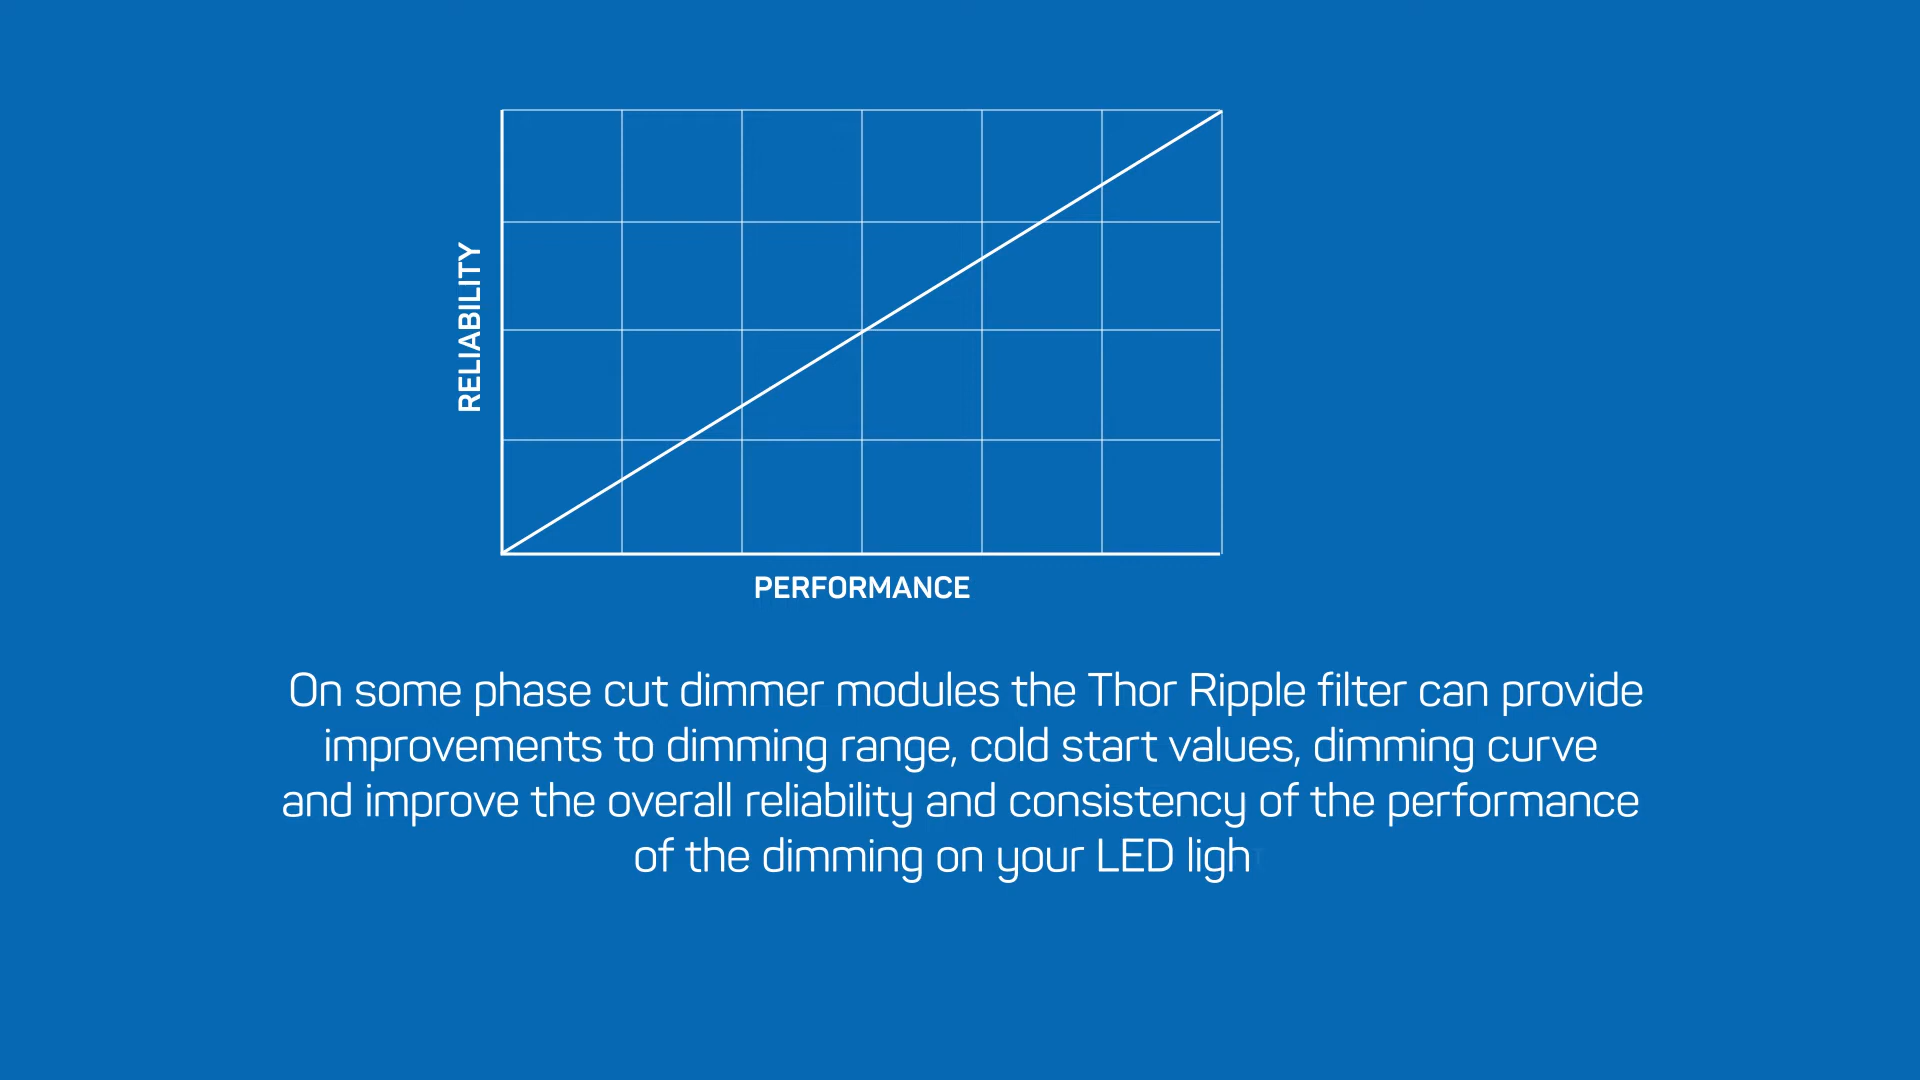 RELIABILITY
PERFORMANCE
On some phase cut dimmer modules the Thor Ripple filter can provide
improvements to dimming range, cold start values, dimming curve
and improve the overall reliability and consistency of the performance
of the dimming on your LED ligh